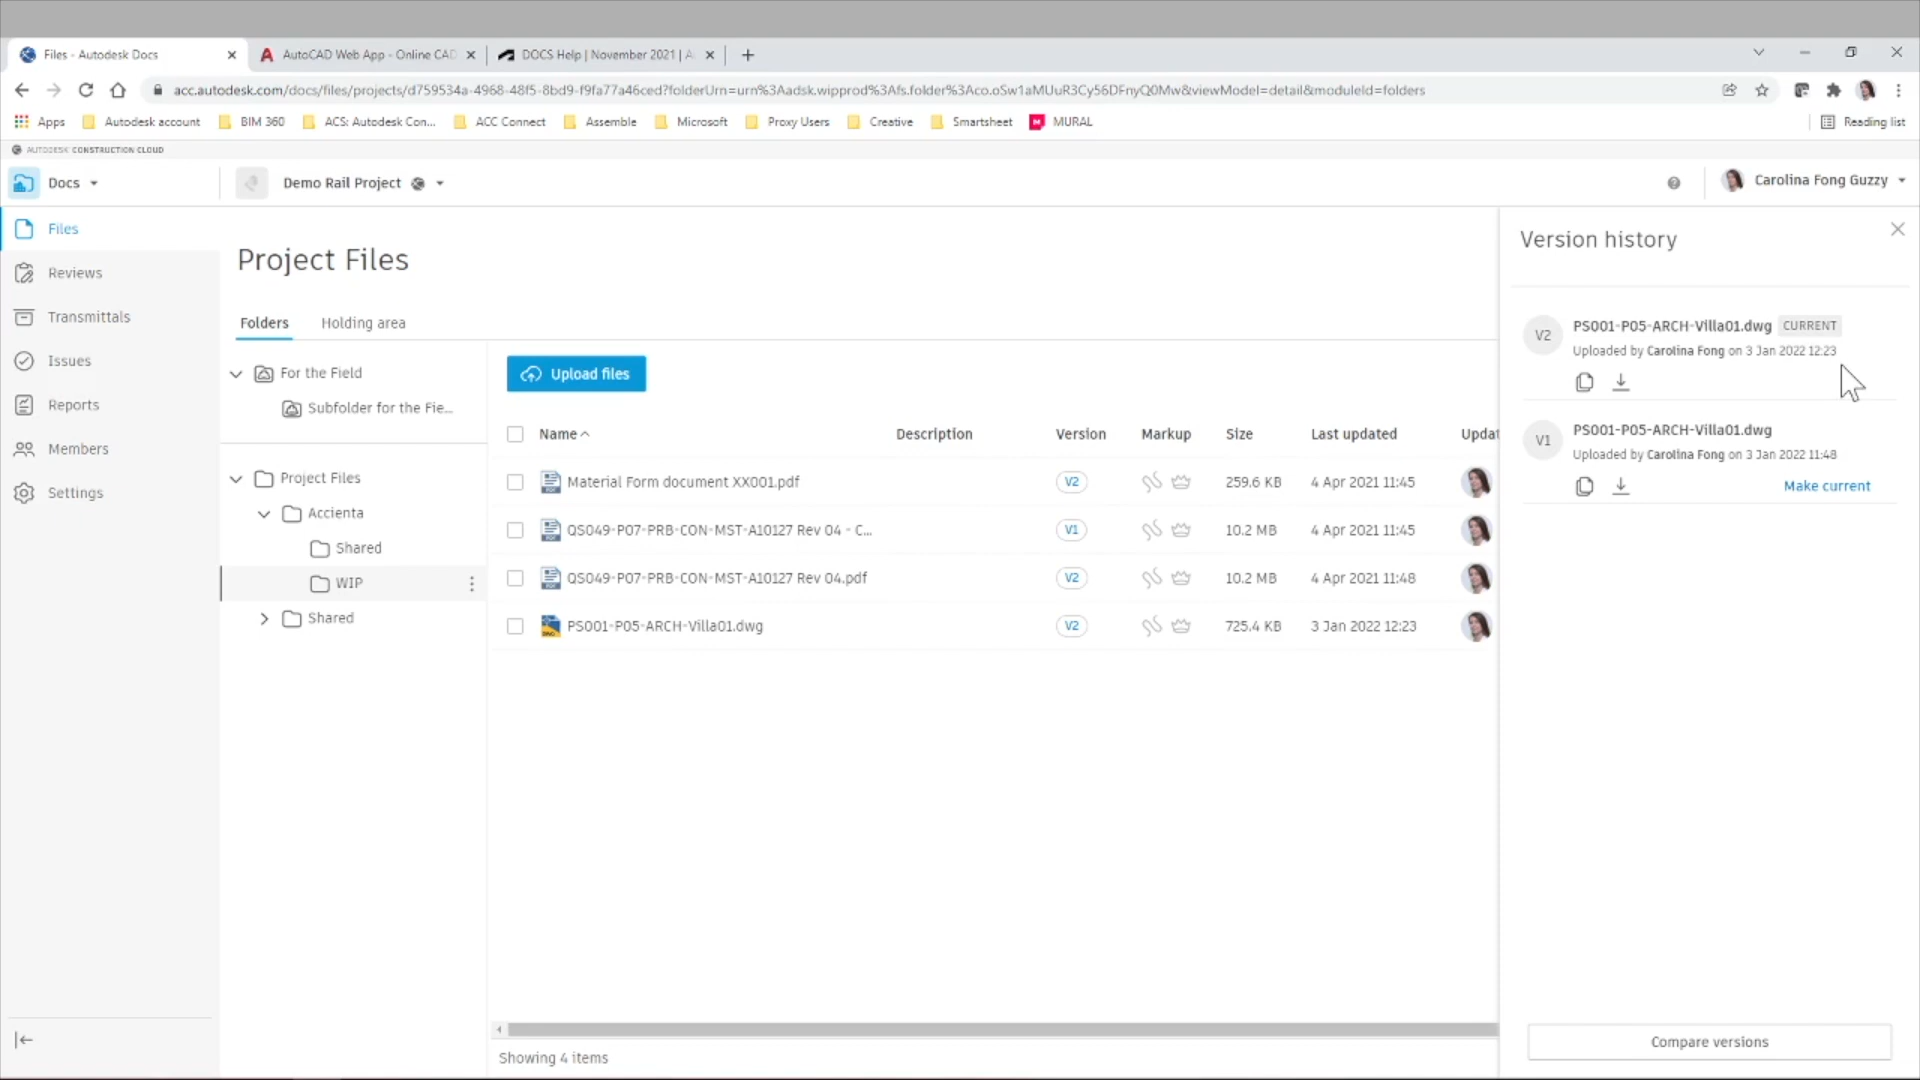 Files - Autodesk Docs
AutoCAD Web App - Online CAD
DOCS Help | November 2021 | A
acc.autodesk.com/docs/files/projects/d759534a-4968-48f5-8bd9-f9fa77a46ced?folderUrn=urn%3Aadsk.wipprod%3Afs.folder%3Aco.oSw1aMUuR3Cy56DFnyQ0Mw&viewModel=detail&moduleId=folders
Apps
Autodesk account
BIM 360
ACS: Autodesk Con...
ACC Connect
Assemble
Microsoft
Proxy Users
Creative
Smartsheet
MURAL
Reading list
AUTODESK CONSTRUCTION CLOUD
Docs
Demo Rail Project
Carolina Fong Guzzy
Files
Reviews
Transmittals
Issues
Reports
Members
Settings
Project Files
Folders
Holding area
For the Field
Subfolder for the Fie...
Project Files
Accienta
Shared
WIP
Shared
Upload files
Name Description Version Markup Size Last updated Updat
Material Form document XX001.pdf V2 259.6 KB 4 Apr 2021 11:45
QS049-P07-PRB-CON-MST-A10127 Rev 04 - C... V1 10.2 MB 4 Apr 2021 11:45
QS049-P07-PRB-CON-MST-A10127 Rev 04.pdf V2 10.2 MB 4 Apr 2021 11:48
PS001-P05-ARCH-Villa01.dwg V2 725.4 KB 3 Jan 2022 12:23
Showing 4 items
Version history
V2
PS001-P05-ARCH-Villa01.dwg CURRENT
Uploaded by Carolina Fong on 3 Jan 2022 12:23
V1
PS001-P05-ARCH-Villa01.dwg
Uploaded by Carolina Fong on 3 Jan 2022 11:48
Make current
Compare versions